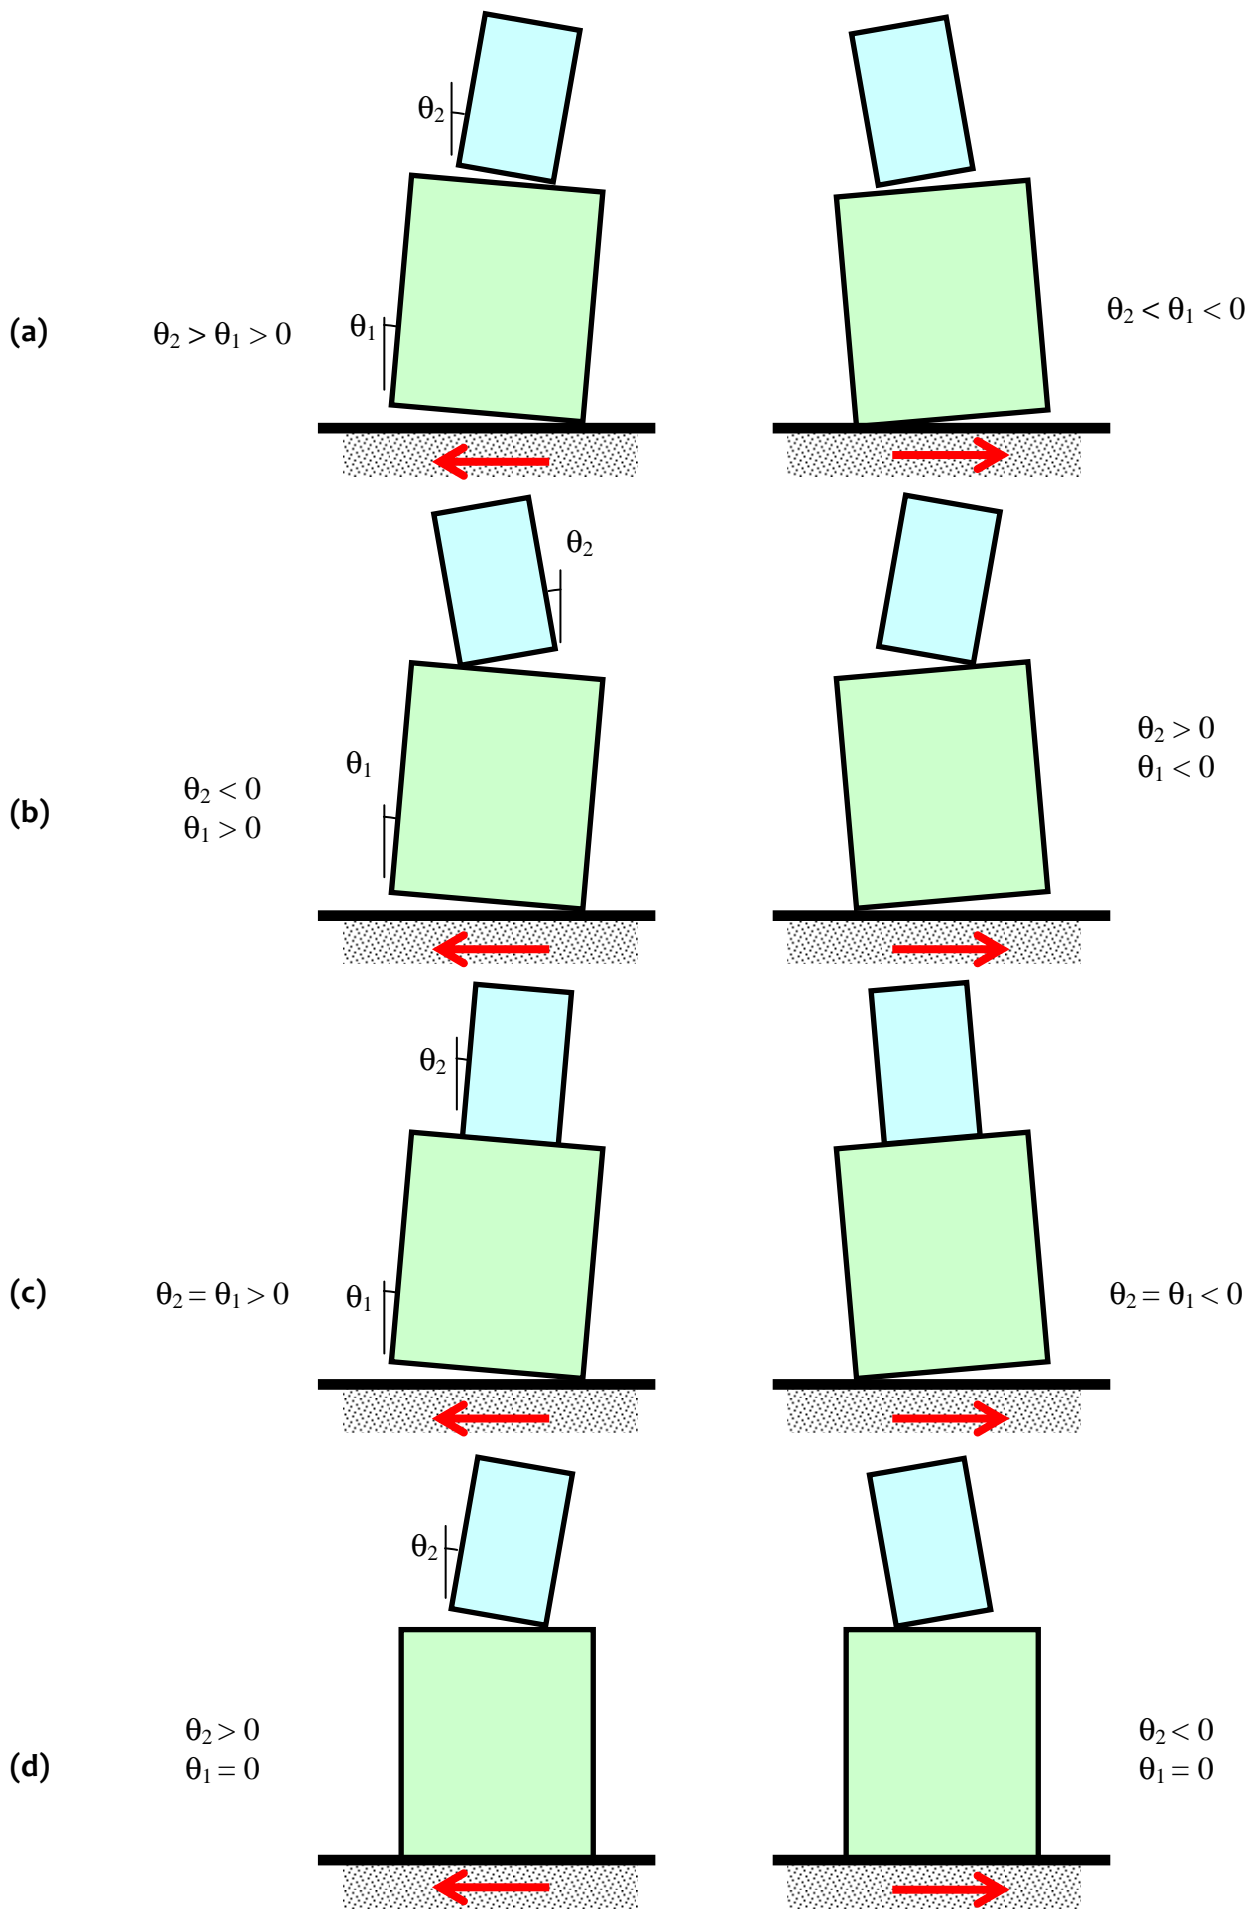 θ₂
(a)
θ₂ > θ₁ > 0
θ₁
θ₂ < θ₁ < 0
θ₂
θ₁
(b)
θ₂ < 0
θ₁ > 0
θ₂ > 0
θ₁ < 0
θ₂
(c)
θ₂ = θ₁ > 0
θ₁
θ₂ = θ₁ < 0
θ₂
(d)
θ₂ > 0
θ₁ = 0
θ₂ < 0
θ₁ = 0